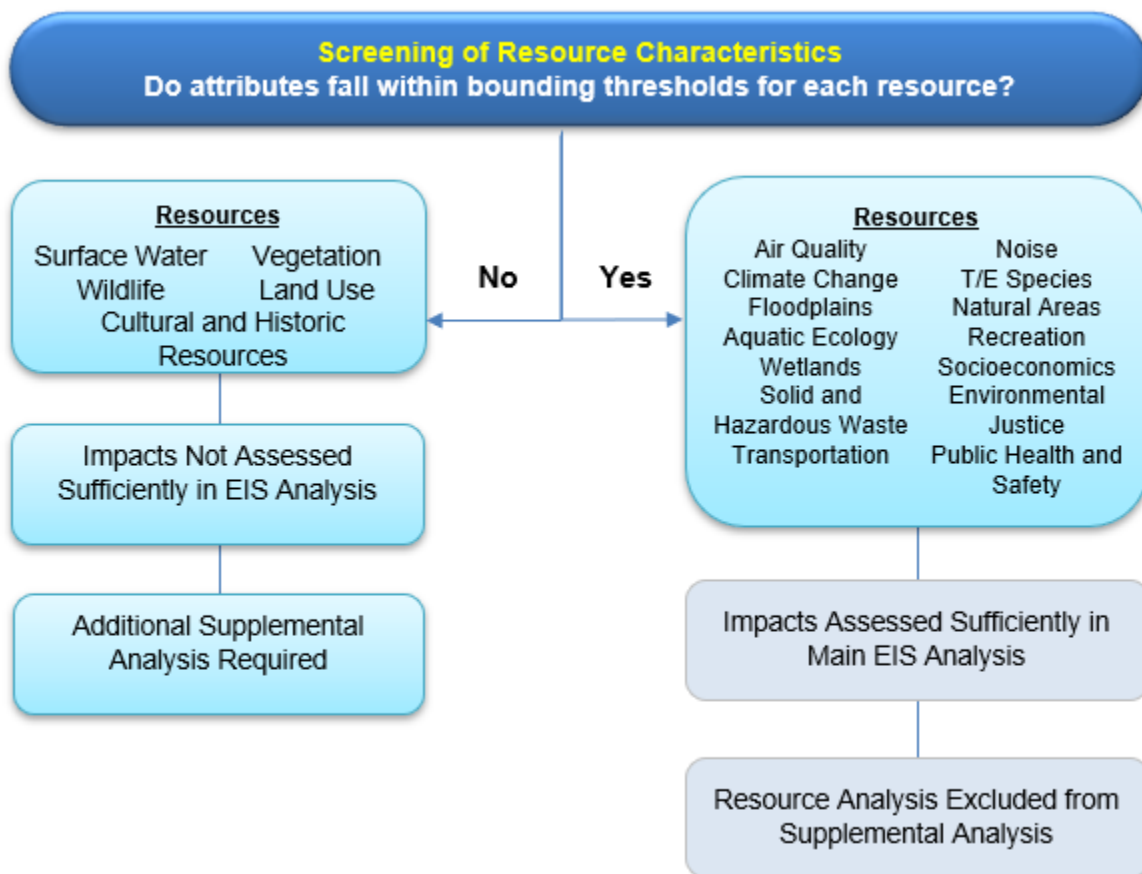 Screening of Resource Characteristics
Do attributes fall within bounding thresholds for each resource?
Resources
Surface Water Vegetation
Wildlife Land Use
Cultural and Historic
Resources
No
Yes
Resources
Air Quality Noise
Climate Change T/E Species
Floodplains Natural Areas
Aquatic Ecology Recreation
Wetlands Socioeconomics
Solid and Environmental
Hazardous Waste Justice
Transportation Public Health and
Safety
Impacts Not Assessed
Sufficiently in EIS Analysis
Additional Supplemental
Analysis Required
Impacts Assessed Sufficiently in
Main EIS Analysis
Resource Analysis Excluded from
Supplemental Analysis